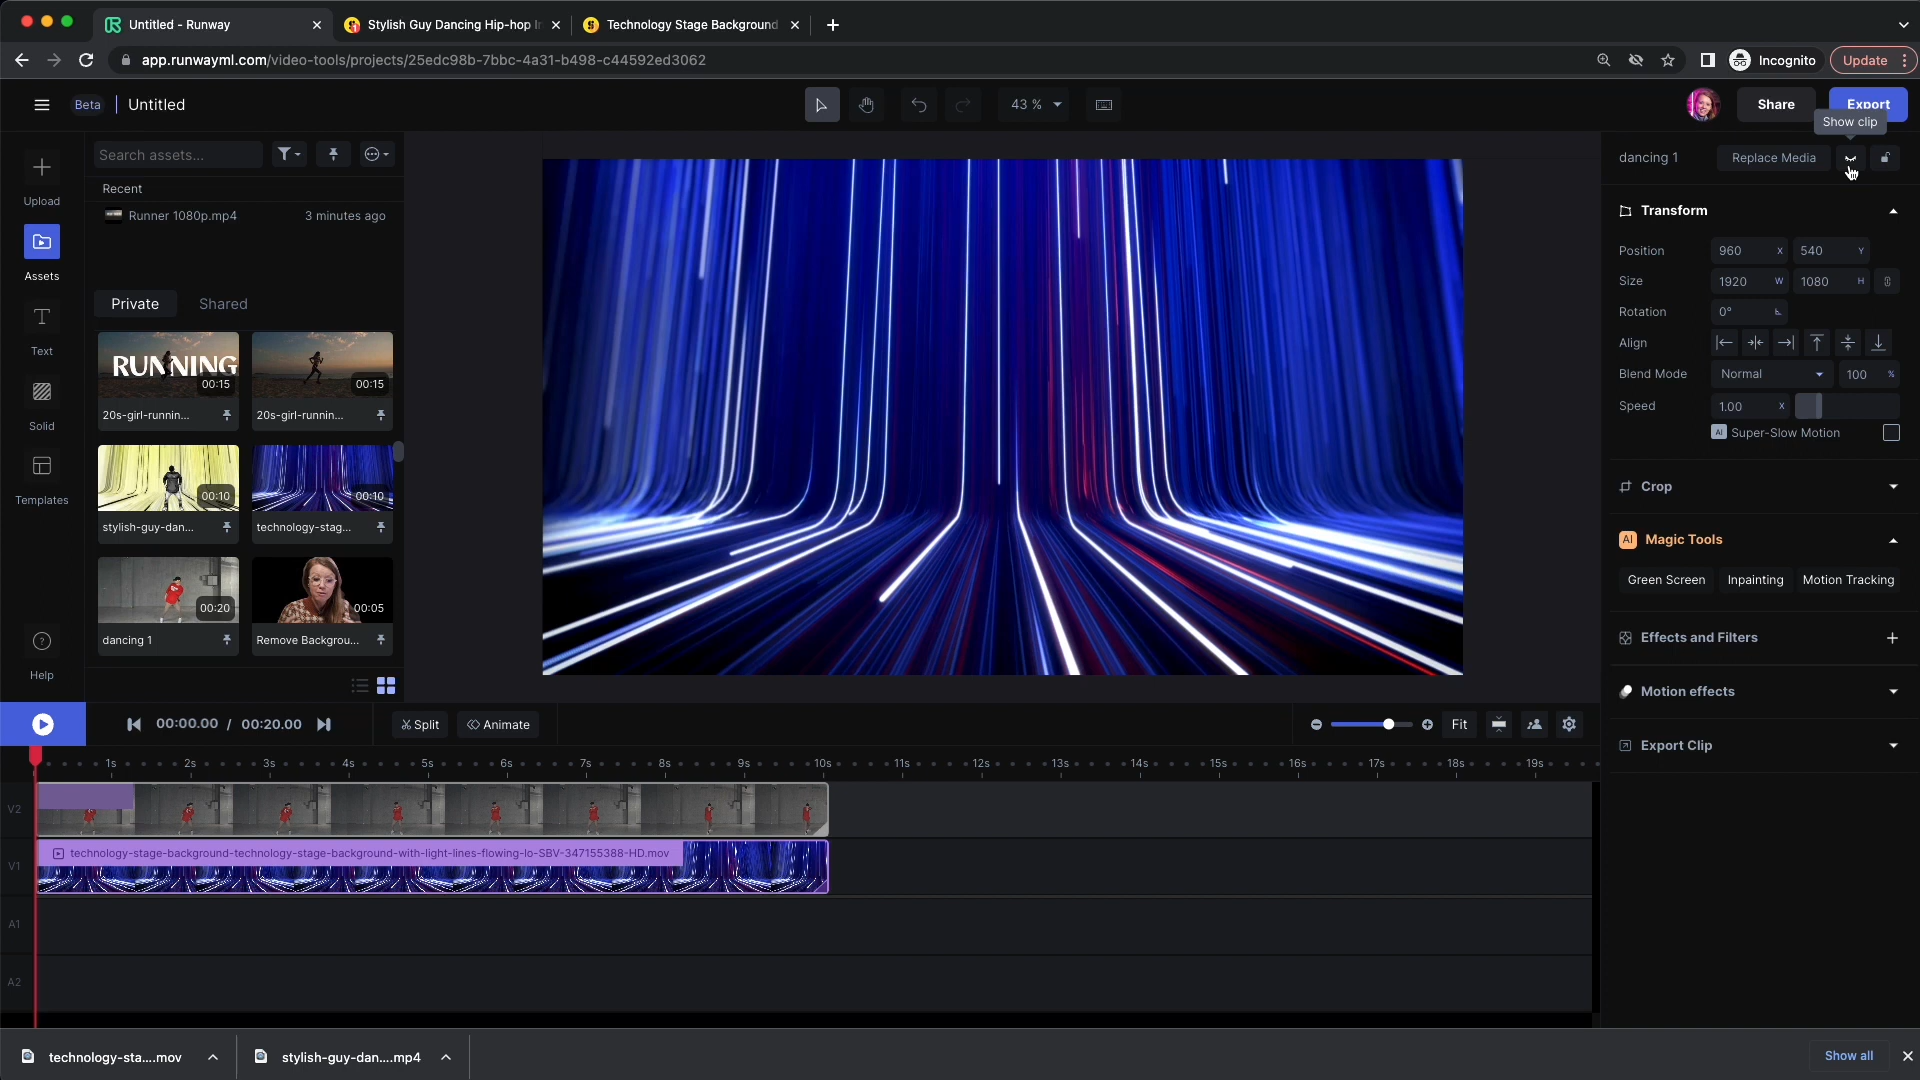 Untitled - Runway
Stylish Guy Dancing Hip-hop I
Technology Stage Background
app.runwayml.com/video-tools/projects/25edc98b-7bbc-4a31-b498-c44592ed3062
Incognito
Update
Beta
Untitled
43 %
Share
Export
Show clip
Search assets...
dancing 1
Replace Media
Recent
Runner 1080p.mp4
3 minutes ago
Upload
Transform
Position
960
X
540
Y
Assets
Size
1920
W
1080
H
Private
Shared
Rotation
0°
Text
RUNNING
00:15
00:15
Align
20s-girl-runnin...
20s-girl-runnin...
Blend Mode
Normal
100
%
Speed
1.00
X
Solid
AI
Super-Slow Motion
00:10
00:10
Templates
Crop
stylish-guy-dan...
technology-stag...
AI
Magic Tools
Green Screen
Inpainting
Motion Tracking
00:20
00:05
dancing 1
Remove Backgrou...
Effects and Filters
Help
Motion effects
00:00.00 / 00:20.00
Split
Animate
Fit
Export Clip
1s
2s
3s
4s
5s
6s
7s
8s
9s
10s
11s
12s
13s
14s
15s
16s
17s
18s
19s
V2
V1
technology-stage-background-technology-stage-background-with-light-lines-flowing-lo-SBV-347155388-HD.mov
A1
A2
technology-sta....mov
stylish-guy-dan....mp4
Show all